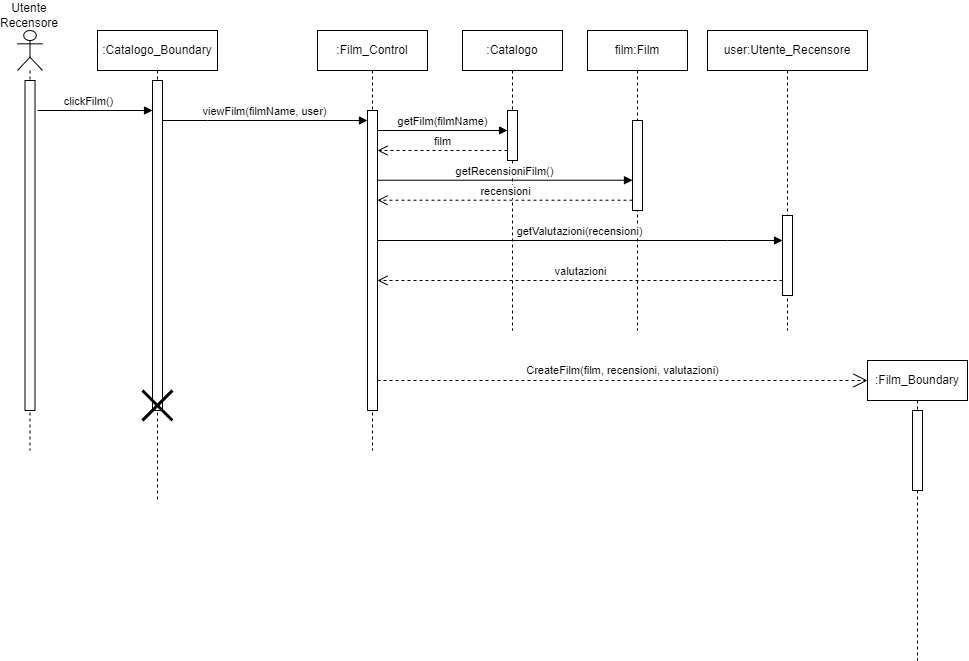 Utente
Recensore
:Catalogo_Boundary
:Film_Control
:Catalogo
film:Film
user:Utente_Recensore
clickFilm()
viewFilm(filmName, user)
getFilm(filmName)
film
getRecensioniFilm()
recensioni
getValutazioni(recensioni)
valutazioni
CreateFilm(film, recensioni, valutazioni)
:Film_Boundary